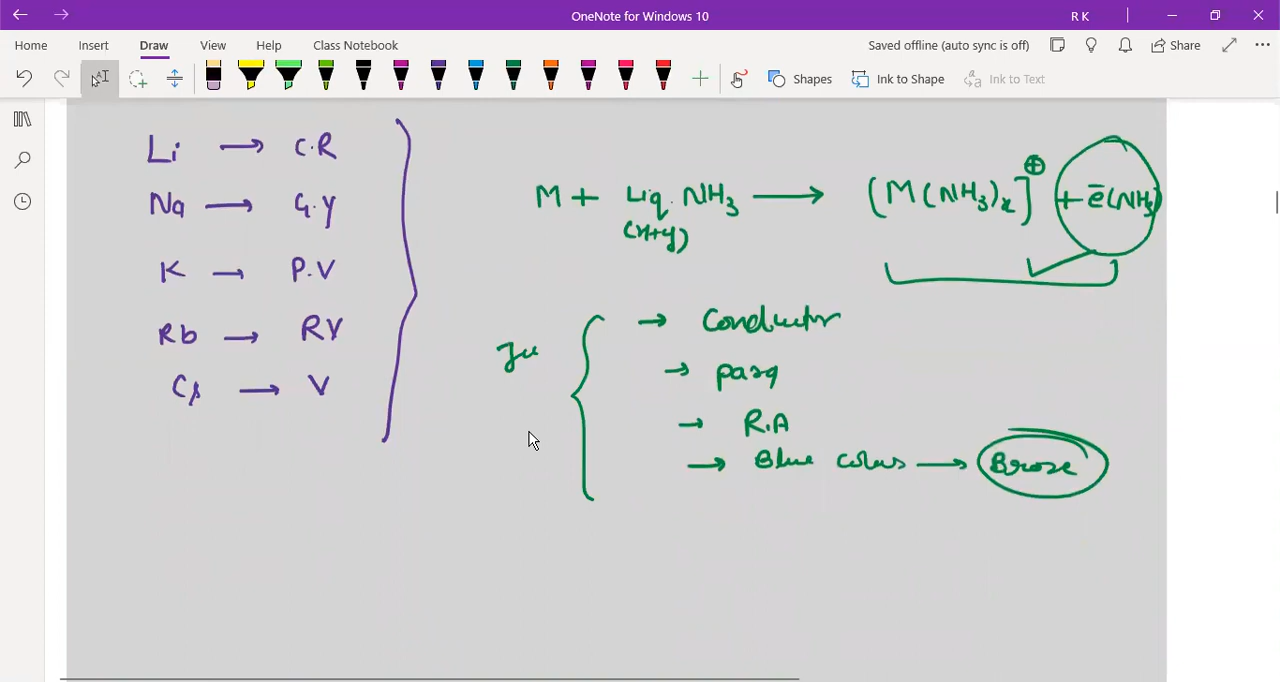 OneNote for Windows 10
R K
Home Insert Draw View Help Class Notebook
Saved offline (auto sync is off)
Share
Shapes
Ink to Shape
Ink to Text
Li → C.R
Na → G.Y
K → P.V
Rb → RV
Cs → V
M + Liq. NH3 → [M(NH3)x]⊕ + ē(NH3)
(x+y)
→ Conductor
→ para
→ R.A
→ Blue colour → Bronze